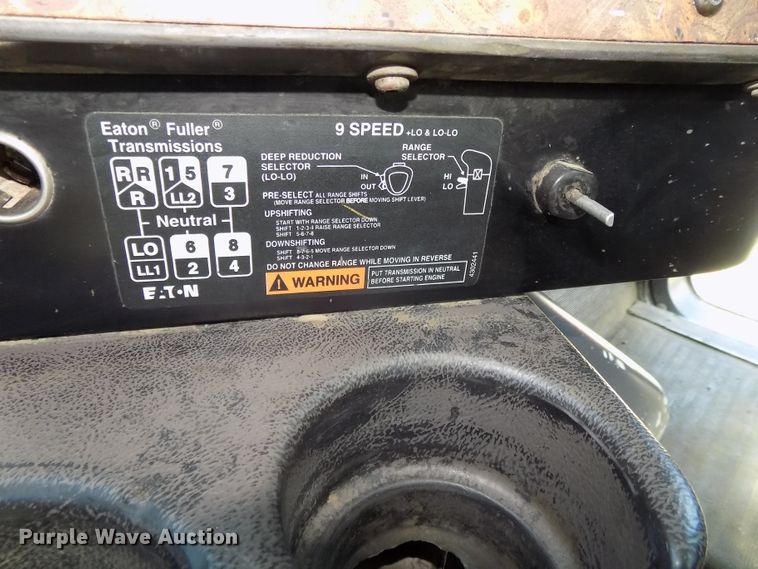 Eaton® Fuller®
Transmissions
9 SPEED +LO & LO-LO
R R
R
1 5
LL2
7
3
Neutral
LO
LL1
6
2
8
4
EATON
DEEP REDUCTION
SELECTOR
(LO-LO)
IN
OUT
RANGE
SELECTOR
HI
LO
PRE-SELECT ALL RANGE SHIFTS
(MOVE RANGE SELECTOR BEFORE MOVING SHIFT LEVER)
UPSHIFTING
START WITH RANGE SELECTOR DOWN
SHIFT 1-2-3-4 RAISE RANGE SELECTOR
SHIFT 5-6-7-8
DOWNSHIFTING
SHIFT 8-7-6-5 MOVE RANGE SELECTOR DOWN
SHIFT 4-3-2-1
DO NOT CHANGE RANGE WHILE MOVING IN REVERSE
WARNING
PUT TRANSMISSION IN NEUTRAL
BEFORE STARTING ENGINE
4302441
Purple Wave Auction®